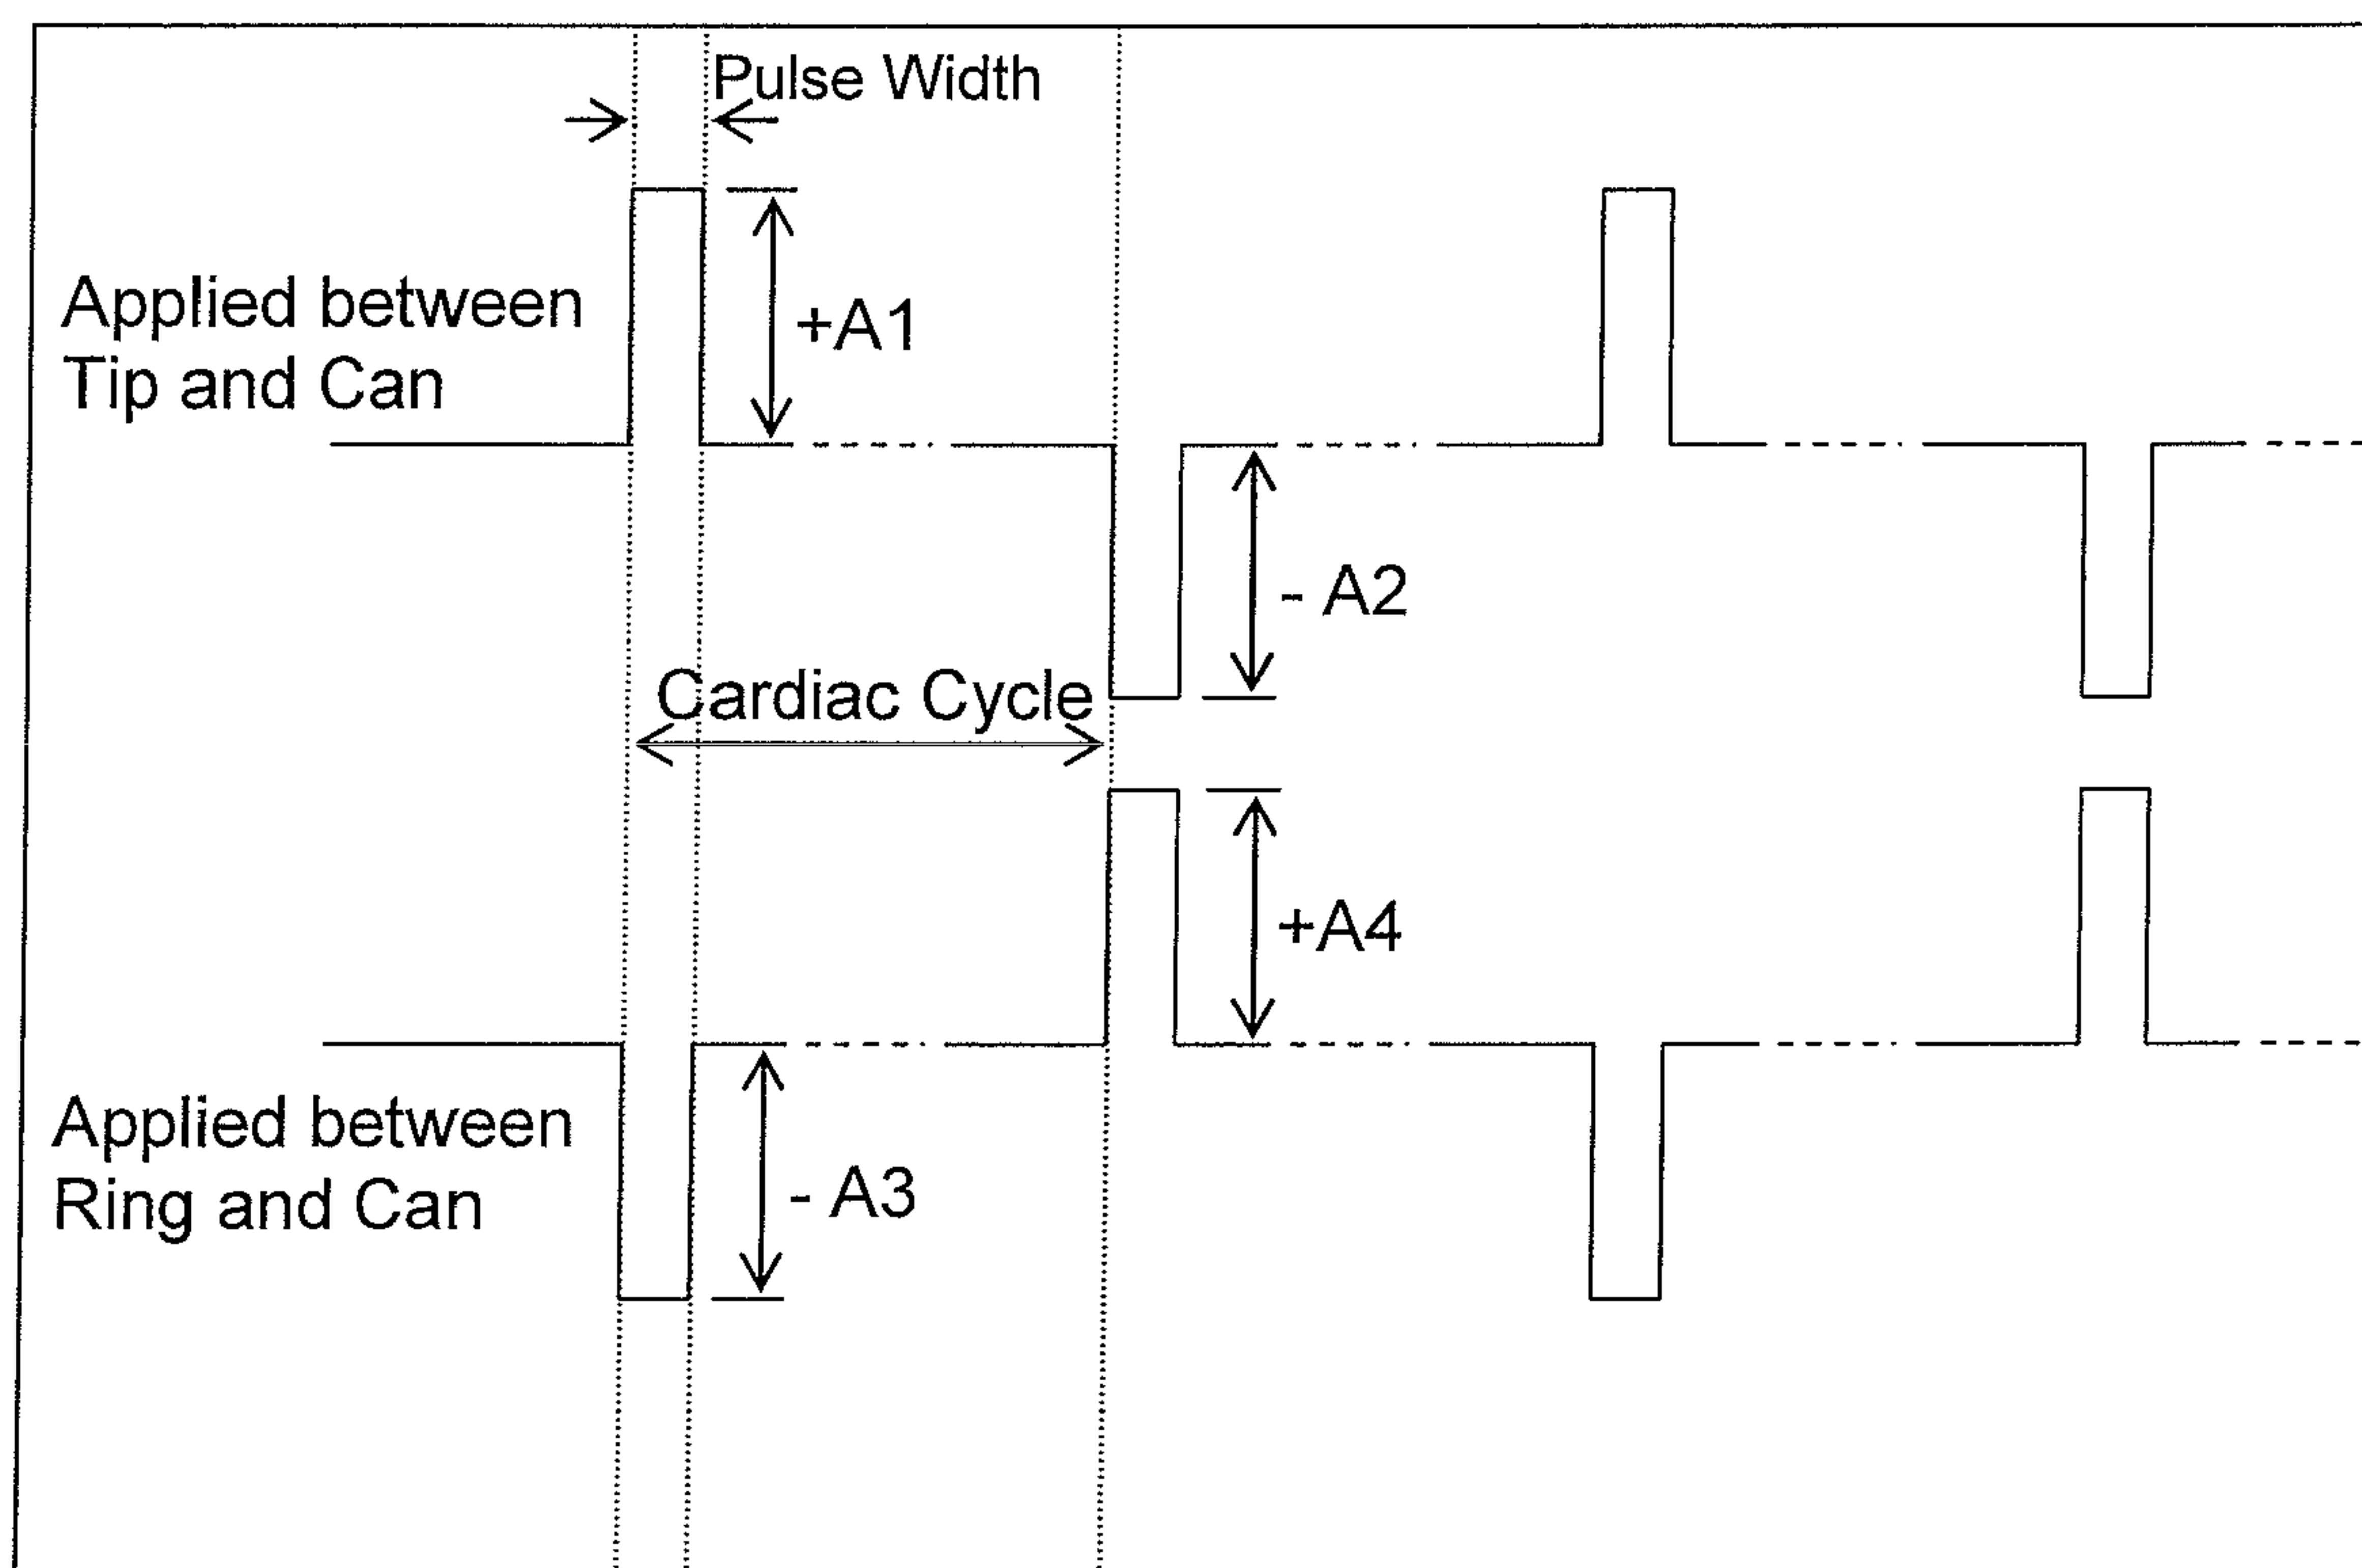 Pulse Width
Applied between
Tip and Can
+A1
- A2
Cardiac Cycle
+A4
Applied between
Ring and Can
- A3